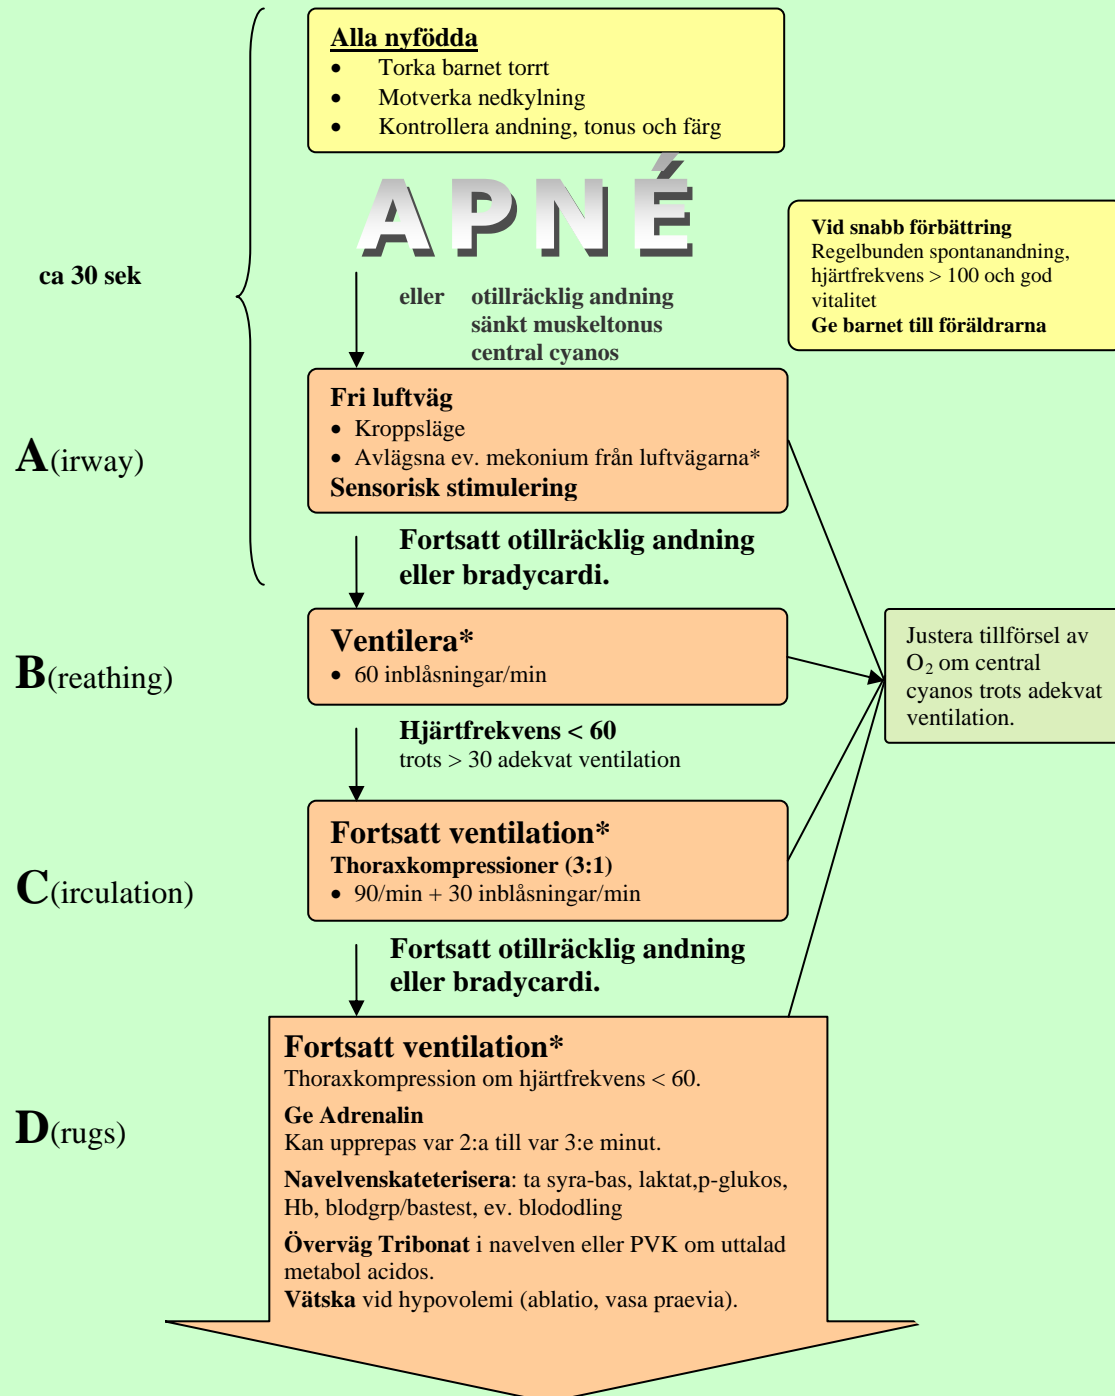 Alla nyfödda
• Torka barnet torrt
• Motverka nedkylning
• Kontrollera andning, tonus och färg
APNÉ
ca 30 sek
eller otillräcklig andning
sänkt muskeltonus
central cyanos
Vid snabb förbättring
Regelbunden spontanandning,
hjärtfrekvens > 100 och god
vitalitet
Ge barnet till föräldrarna
A(irway)
Fri luftväg
• Kroppsläge
• Avlägsna ev. mekonium från luftvägarna*
Sensorisk stimulering
Fortsatt otillräcklig andning
eller bradycardi.
B(reathing)
Ventilera*
• 60 inblåsningar/min
Justera tillförsel av
O₂ om central
cyanos trots adekvat
ventilation.
Hjärtfrekvens < 60
trots > 30 adekvat ventilation
C(irculation)
Fortsatt ventilation*
Thoraxkompressioner (3:1)
• 90/min + 30 inblåsningar/min
Fortsatt otillräcklig andning
eller bradycardi.
D(rugs)
Fortsatt ventilation*
Thoraxkompression om hjärtfrekvens < 60.
Ge Adrenalin
Kan upprepas var 2:a till var 3:e minut.
Navelvenskateterisera: ta syra-bas, laktat,p-glukos,
Hb, blodgrp/bastest, ev. blododling
Överväg Tribonat i navelven eller PVK om uttalad
metabol acidos.
Vätska vid hypovolemi (ablatio, vasa praevia).